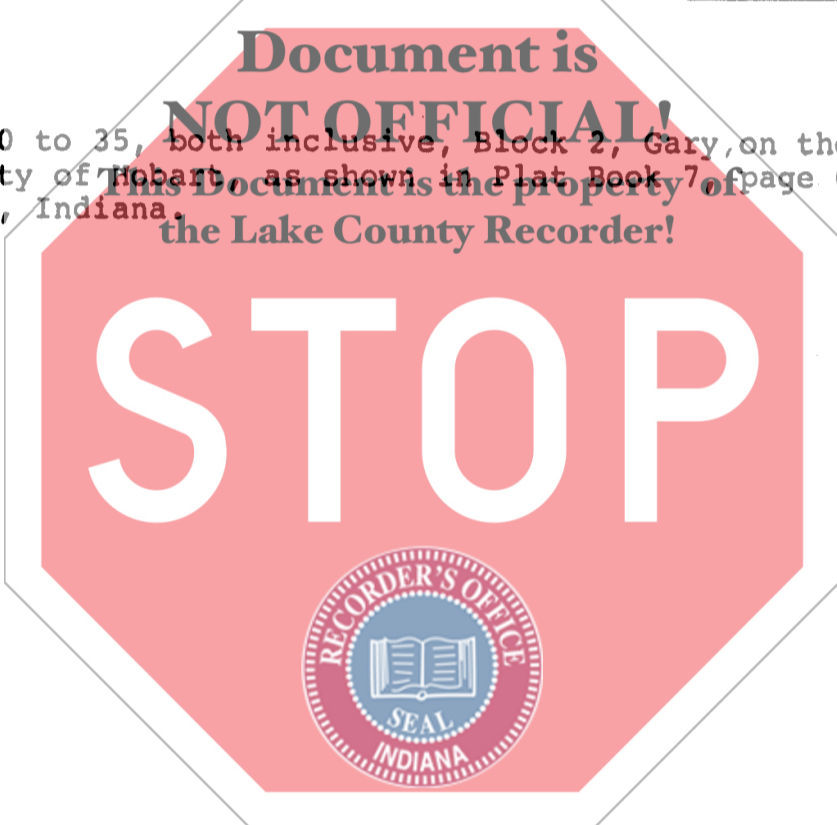 Document is
NOT OFFICIAL!
0 to 35, both inclusive, Block 2, Gary, on the
ty of Hobart, as shown in Plat Book 7, page
This Document is the property of
, Indiana.
the Lake County Recorder!
STOP
RECORDER'S OFFICE
SEAL
INDIANA